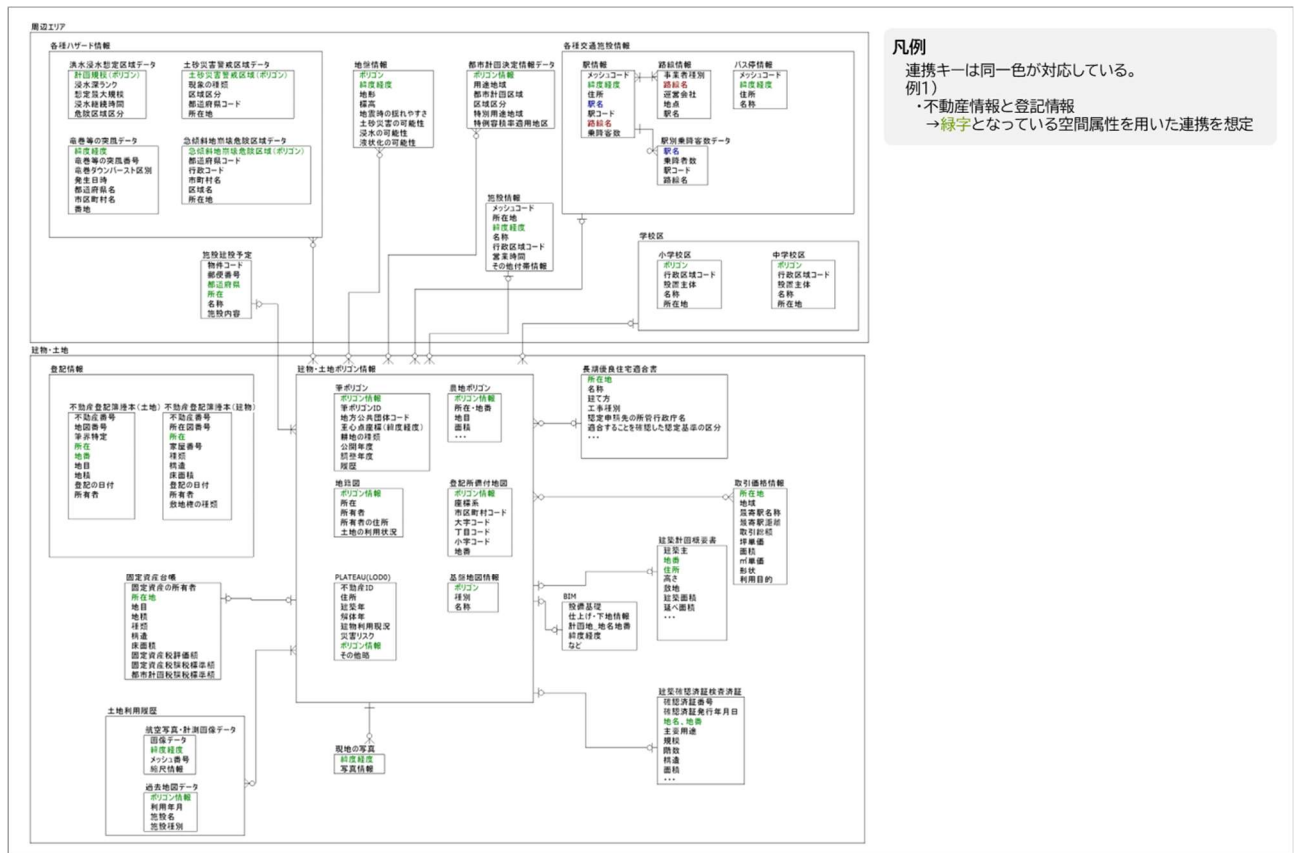 周辺エリア
各種ハザード情報
洪水浸水想定区域データ
計画規模(ポリゴン)
浸水深ランク
想定最大規模
浸水継続時間
危険区域区分
土砂災害警戒区域データ
土砂災害警戒区域(ポリゴン)
現象の種類
区域区分
都道府県コード
所在地
竜巻等の突風データ
緯度経度
竜巻等の突風番号
竜巻ダウンバースト区別
発生日時
都道府県名
市区町村名
番地
急傾斜地崩壊危険区域データ
急傾斜地崩壊危険区域(ポリゴン)
都道府県コード
行政コード
市町村名
区域名
所在地
地盤情報
ポリゴン
緯度経度
地形
標高
地震時の揺れやすさ
土砂災害の可能性
浸水の可能性
液状化の可能性
都市計画決定情報データ
ポリゴン情報
用途地域
都市計画区域
区域区分
特別用途地域
特例容積率適用地区
各種交通施設情報
駅情報
メッシュコード
緯度経度
住所
駅名
駅コード
路線名
乗降客数
路線情報
事業者種別
路線名
運営会社
地点
駅名
バス停情報
メッシュコード
緯度経度
住所
名称
駅別乗降客数データ
駅名
乗降者数
駅コード
路線名
施設情報
メッシュコード
所在地
緯度経度
名称
行政区域コード
営業時間
その他付帯情報
学校区
小学校区
ポリゴン
行政区域コード
設置主体
名称
所在地
中学校区
ポリゴン
行政区域コード
設置主体
名称
所在地
施設建設予定
物件コード
郵便番号
都道府県
所在
名称
施設内容
建物・土地
登記情報
不動産登記簿謄本(土地)
不動産番号
地図番号
筆界特定
所在
地番
地目
地積
登記の日付
所有者
不動産登記簿謄本(建物)
不動産番号
所在図番号
所在
家屋番号
種類
構造
床面積
登記の日付
所有者
敷地権の種類
建物・土地ポリゴン情報
筆ポリゴン
ポリゴン情報
筆ポリゴンID
地方公共団体コード
重心点座標(緯度経度)
耕地の種類
公開年度
調整年度
履歴
農地ポリゴン
ポリゴン情報
所在・地番
地目
面積
…
地籍図
ポリゴン情報
所在
所有者
所有者の住所
土地の利用状況
登記所備付地図
ポリゴン情報
座標系
市区町村コード
大字コード
丁目コード
小字コード
地番
PLATEAU(LOD0)
不動産ID
住所
建築年
解体年
建物利用現況
災害リスク
ポリゴン情報
その他略
基盤地図情報
ポリゴン
種別
名称
長期優良住宅適合書
所在地
名称
建て方
工事種別
認定申請先の所管行政庁名
適合することを確認した認定基準の区分
…
取引価格情報
所在地
地域
最寄駅名称
最寄駅距離
取引総額
坪単価
面積
㎡単価
形状
利用目的
建築計画概要書
建築主
地番
住所
高さ
敷地
建築面積
延べ面積
…
BIM
設備基礎
仕上げ・下地情報
計画地_地名地番
緯度経度
など
建築確認済証検査済証
確認済証番号
確認済証発行年月日
地名、地番
主要用途
規模
階数
構造
面積
…
固定資産台帳
固定資産の所有者
所在地
地目
地積
種類
構造
床面積
固定資産税評価額
固定資産税課税標準額
都市計画税課税標準額
土地利用履歴
航空写真・計測画像データ
画像データ
緯度経度
メッシュ番号
縮尺情報
過去地図データ
ポリゴン情報
利用年月
施設名
施設種別
現地の写真
緯度経度
写真情報
凡例
連携キーは同一色が対応している。
例1)
・不動産情報と登記情報
→緑字となっている空間属性を用いた連携を想定